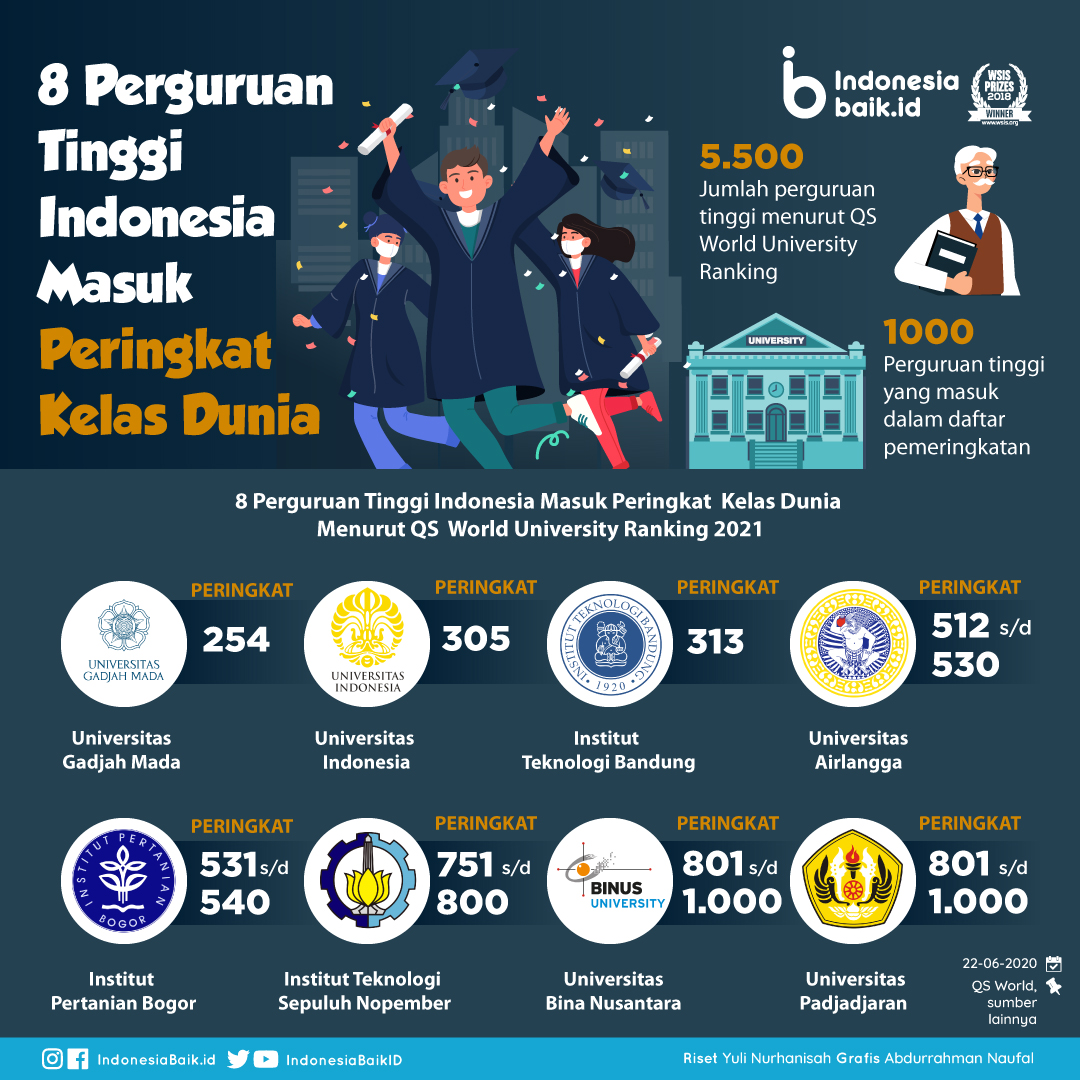 8 Perguruan
Tinggi
Indonesia
Masuk
Peringkat
Kelas Dunia
Indonesia
baik.id
WSIS
PRIZES
2018
WINNER
www.wsis.org
5.500
Jumlah perguruan
tinggi menurut QS
World University
Ranking
UNIVERSITY
1000
Perguruan tinggi
yang masuk
dalam daftar
pemeringkatan
8 Perguruan Tinggi Indonesia Masuk Peringkat Kelas Dunia
Menurut QS World University Ranking 2021
UNIVERSITAS
GADJAH MADA
PERINGKAT
254
Universitas
Gadjah Mada
UNIVERSITAS
INDONESIA
PERINGKAT
305
Universitas
Indonesia
INSTITUT TEKNOLOGI BANDUNG
1920
PERINGKAT
313
Institut
Teknologi Bandung
PERINGKAT
512 s/d
530
Universitas
Airlangga
INSTITUT PERTANIAN
BOGOR
PERINGKAT
531 s/d
540
Institut
Pertanian Bogor
PERINGKAT
751 s/d
800
Institut Teknologi
Sepuluh Nopember
BINUS
UNIVERSITY
PERINGKAT
801 s/d
1.000
Universitas
Bina Nusantara
PERINGKAT
801 s/d
1.000
Universitas
Padjadjaran
22-06-2020
QS World,
sumber
lainnya
IndonesiaBaik.id
IndonesiaBaikID
Riset Yuli Nurhanisah Grafis Abdurrahman Naufal